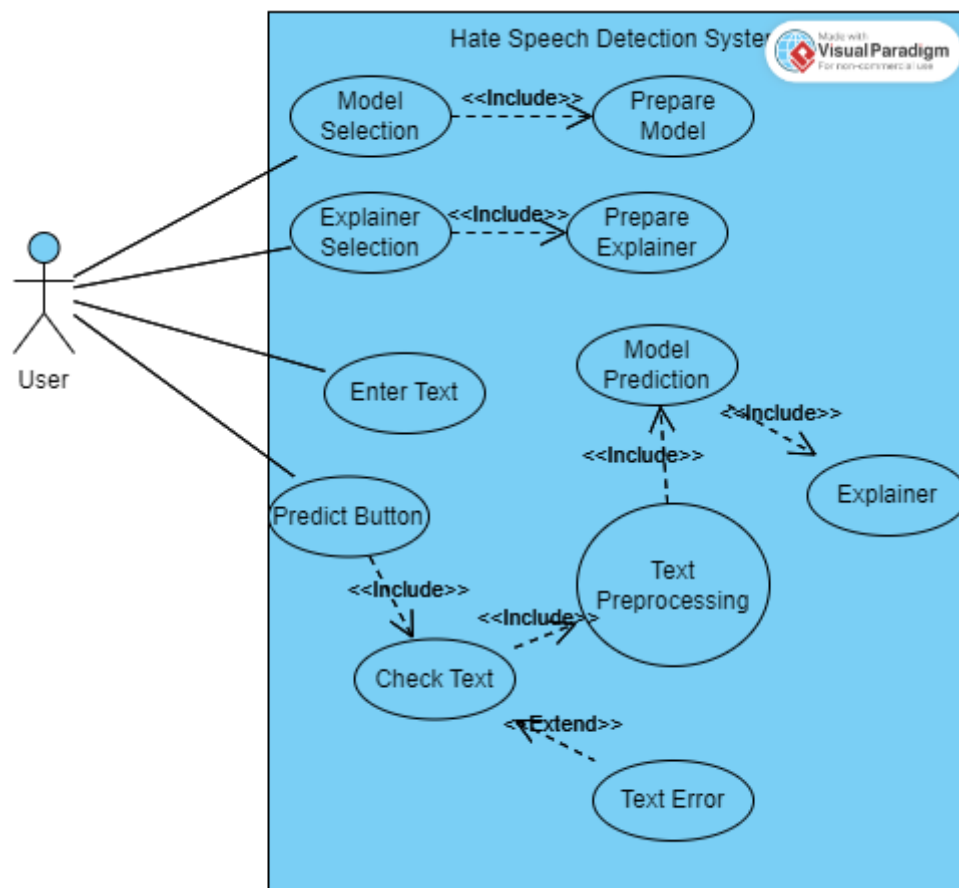 Hate Speech Detection System
Made with
Visual Paradigm
For non-commercial use
Model
Selection
<<Include>>
Prepare
Model
Explainer
Selection
<<Include>>
Prepare
Explainer
User
Enter Text
Model
Prediction
<<Include>>
<<Include>>
Explainer
Predict Button
<<Include>>
Text
Preprocessing
<<Include>>
Check Text
<<Extend>>
Text Error